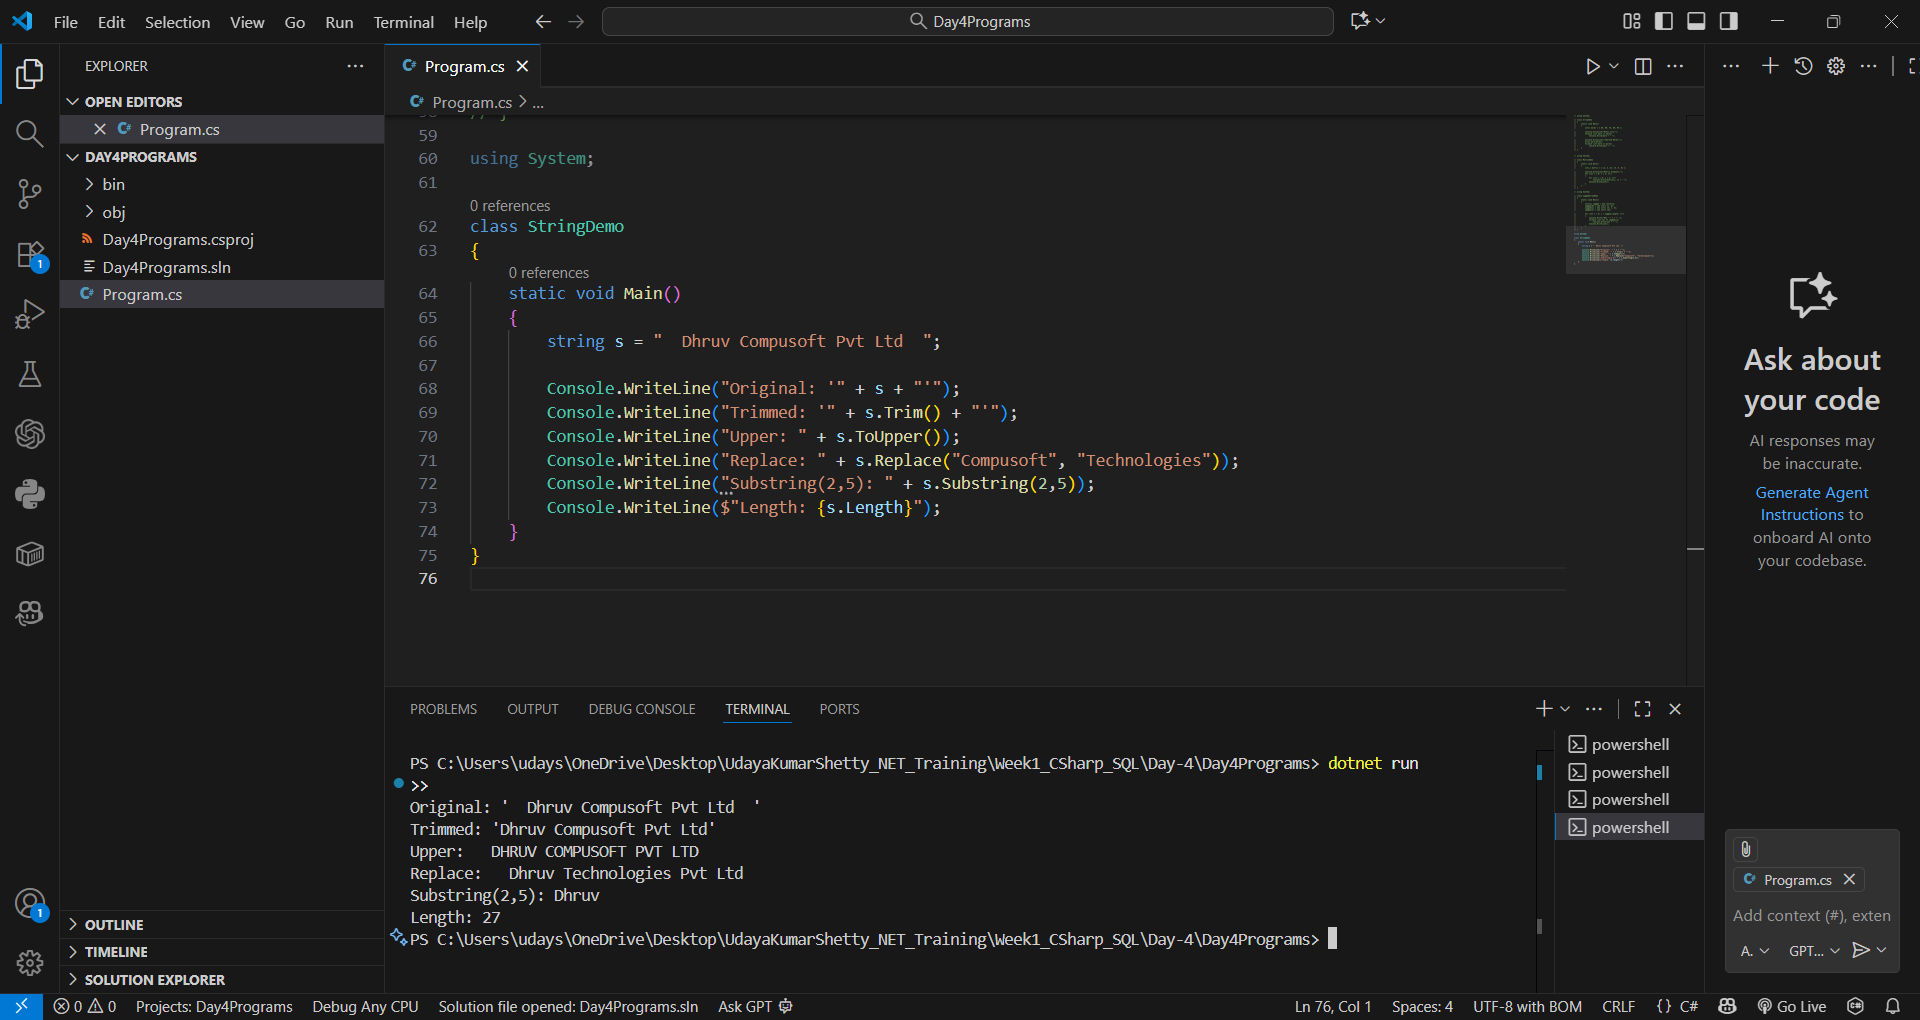 File Edit Selection View Go Run Terminal Help
Day4Programs
EXPLORER
OPEN EDITORS
Program.cs
DAY4PROGRAMS
bin
obj
Day4Programs.csproj
Day4Programs.sln
Program.cs
OUTLINE
TIMELINE
SOLUTION EXPLORER
1
1
Program.cs
Program.cs > ...
59
60 using System;
61
0 references
62 class StringDemo
63 {
0 references
64 static void Main()
65 {
66 string s = "  Dhruv Compusoft Pvt Ltd  ";
67
68 Console.WriteLine("Original: '" + s + "'");
69 Console.WriteLine("Trimmed: '" + s.Trim() + "'");
70 Console.WriteLine("Upper: " + s.ToUpper());
71 Console.WriteLine("Replace: " + s.Replace("Compusoft", "Technologies"));
72 Console.WriteLine("Substring(2,5): " + s.Substring(2,5));
73 Console.WriteLine($"Length: {s.Length}");
74 }
75 }
76
PROBLEMS OUTPUT DEBUG CONSOLE TERMINAL PORTS
PS C:\Users\udays\OneDrive\Desktop\UdayaKumarShetty_NET_Training\Week1_CSharp_SQL\Day-4\Day4Programs> dotnet run
>>
Original: '  Dhruv Compusoft Pvt Ltd  '
Trimmed: 'Dhruv Compusoft Pvt Ltd'
Upper:   DHRUV COMPUSOFT PVT LTD
Replace:   Dhruv Technologies Pvt Ltd
Substring(2,5): Dhruv
Length: 27
PS C:\Users\udays\OneDrive\Desktop\UdayaKumarShetty_NET_Training\Week1_CSharp_SQL\Day-4\Day4Programs>
powershell
powershell
powershell
powershell
Ask about
your code
AI responses may
be inaccurate.
Generate Agent
Instructions to
onboard AI onto
your codebase.
Program.cs
Add context (#), exten
A. GPT...
0 0 Projects: Day4Programs Debug Any CPU Solution file opened: Day4Programs.sln Ask GPT Ln 76, Col 1 Spaces: 4 UTF-8 with BOM CRLF {} C# Go Live